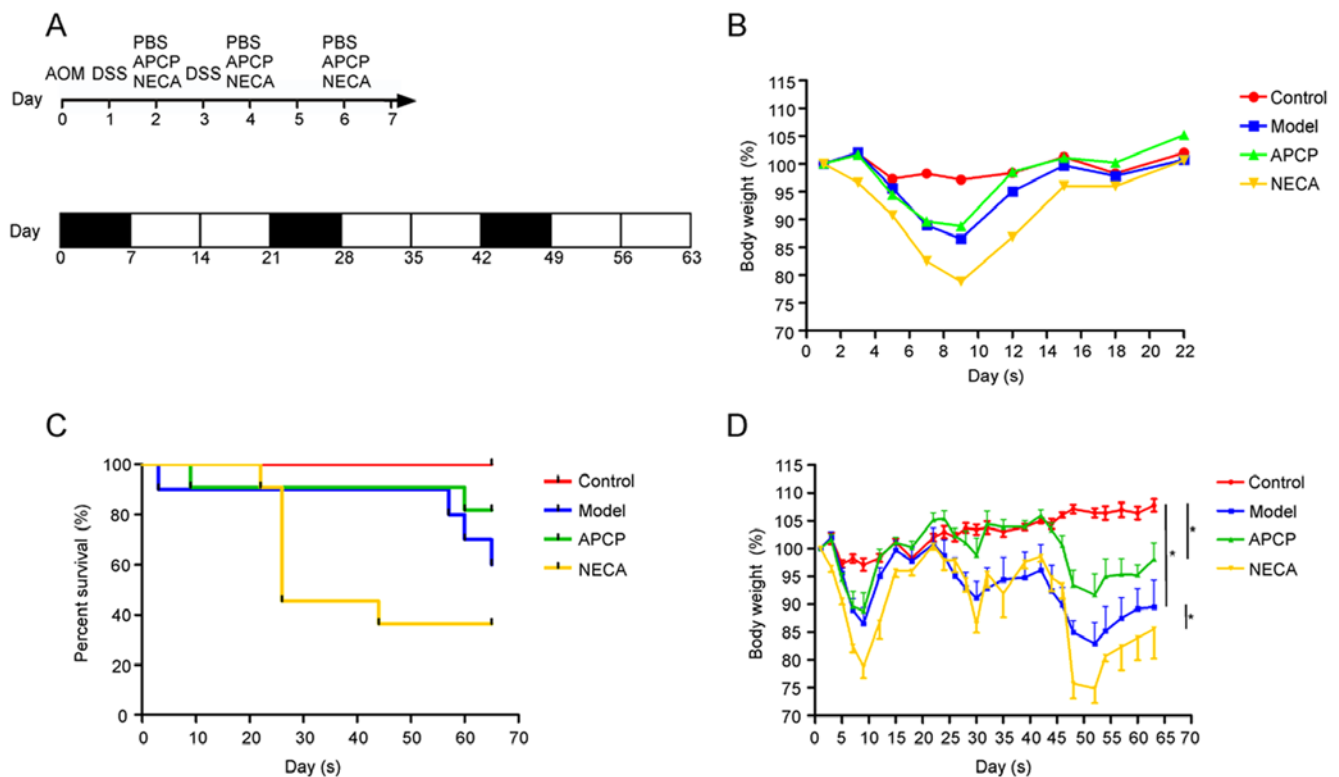 A
PBS PBS PBS
APCP APCP APCP
AOM DSS NECA DSS NECA NECA
Day
0 1 2 3 4 5 6 7
Day
0 7 14 21 28 35 42 49 56 63
B
115
110
105
100
95
90
85
80
75
70
Body weight (%)
0 2 4 6 8 10 12 14 16 18 20 22
Day (s)
Control
Model
APCP
NECA
C
100
80
60
40
20
0
Percent survival (%)
0 10 20 30 40 50 60 70
Day (s)
Control
Model
APCP
NECA
D
115
110
105
100
95
90
85
80
75
70
Body weight (%)
0 5 10 15 20 25 30 35 40 45 50 55 60 65 70
Day (s)
Control
Model
APCP
NECA
*
*
*